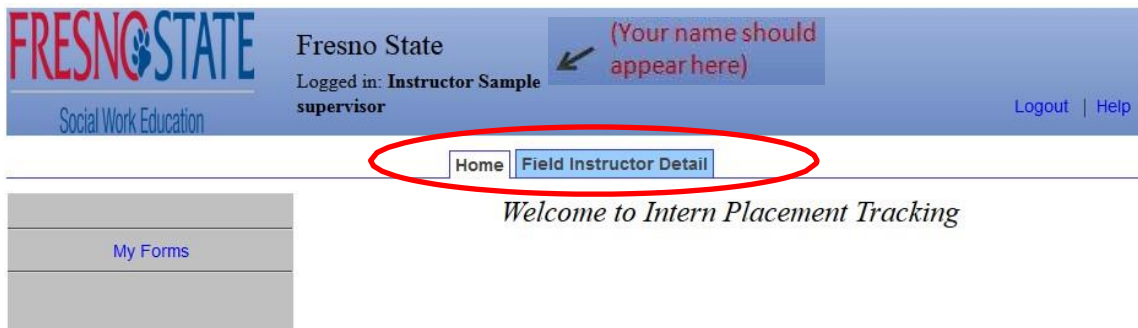 FRESNO STATE
Social Work Education
Fresno State
Logged in: Instructor Sample
supervisor
(Your name should
appear here)
Logout | Help
Home Field Instructor Detail
My Forms
Welcome to Intern Placement Tracking